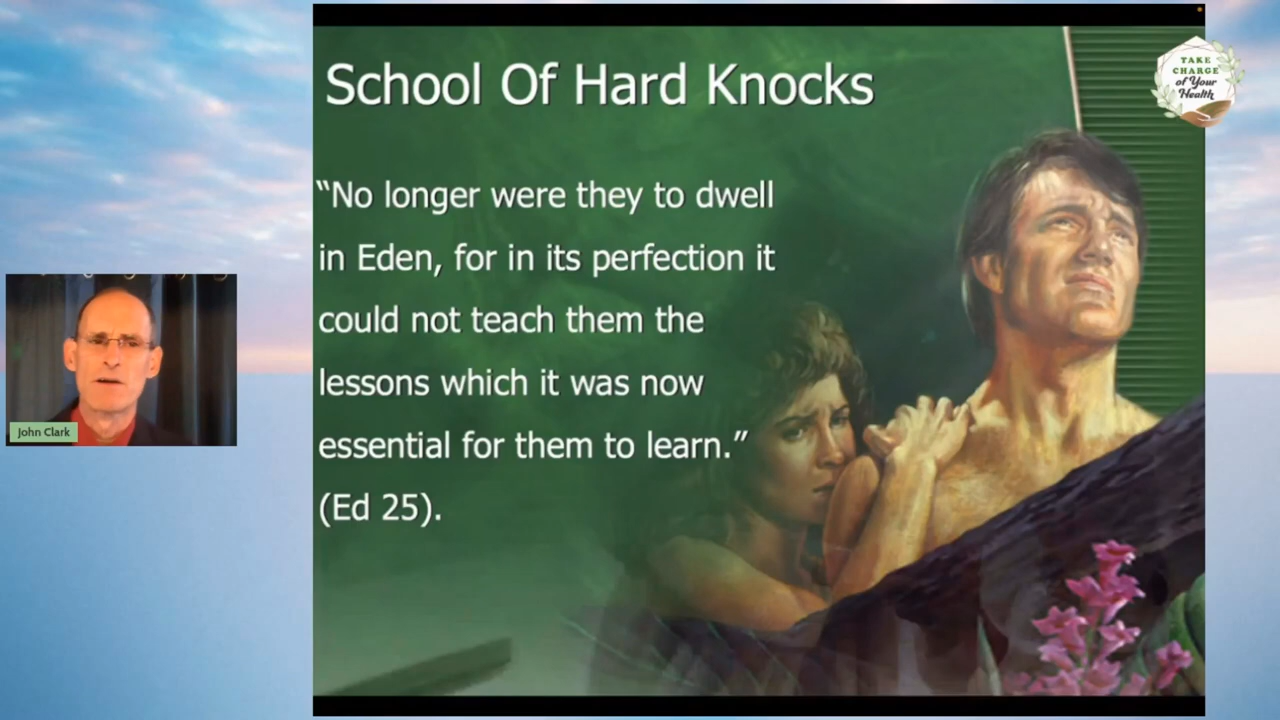 School Of Hard Knocks
“No longer were they to dwell
in Eden, for in its perfection it
could not teach them the
lessons which it was now
essential for them to learn.”
(Ed 25).
TAKE
CHARGE
of Your
Health
John Clark